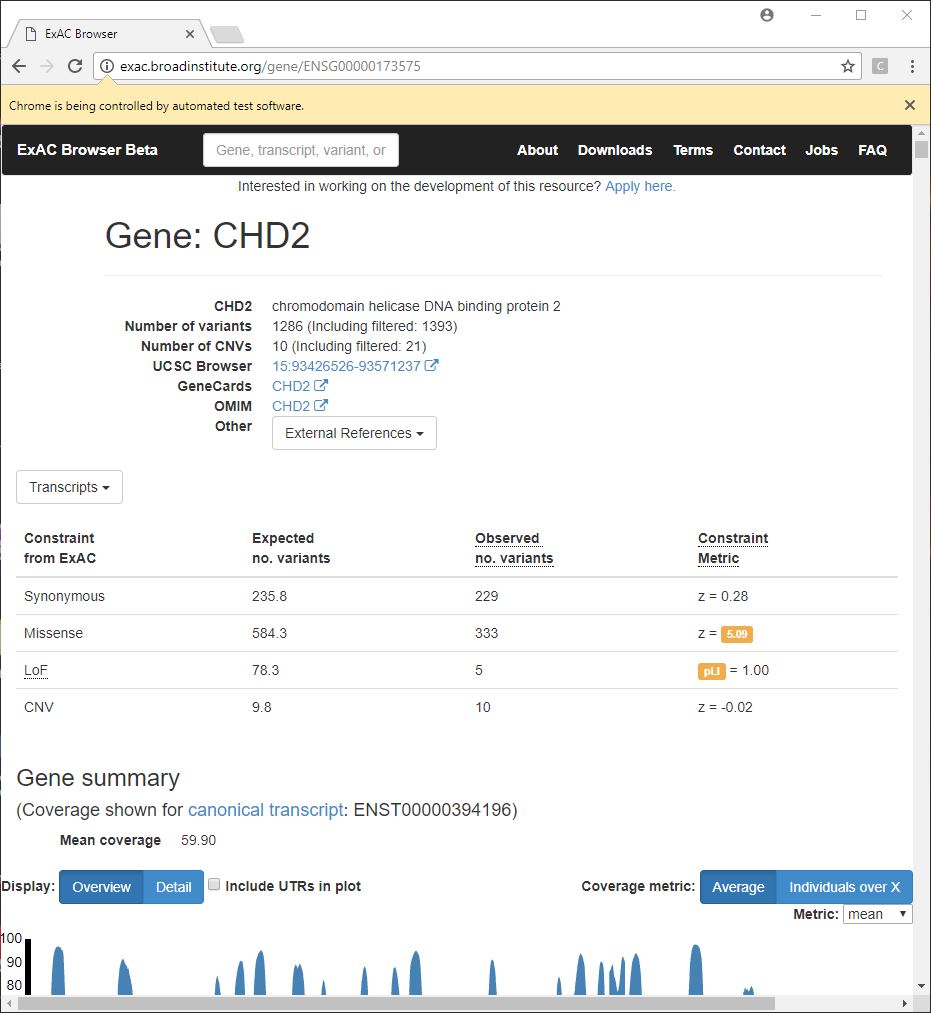 ExAC Browser
exac.broadinstitute.org/gene/ENSG00000173575
C
Chrome is being controlled by automated test software.
ExAC Browser Beta Gene, transcript, variant, or About Downloads Terms Contact Jobs FAQ
Interested in working on the development of this resource? Apply here.
Gene: CHD2
CHD2 chromodomain helicase DNA binding protein 2
Number of variants 1286 (Including filtered: 1393)
Number of CNVs 10 (Including filtered: 21)
UCSC Browser 15:93426526-93571237
GeneCards CHD2
OMIM CHD2
Other External References
Transcripts
Constraint Expected Observed Constraint
from ExAC no. variants no. variants Metric
Synonymous 235.8 229 z = 0.28
Missense 584.3 333 z = 5.09
LoF 78.3 5 pLI = 1.00
CNV 9.8 10 z = -0.02
Gene summary
(Coverage shown for canonical transcript: ENST00000394196)
Mean coverage 59.90
Display: Overview Detail Include UTRs in plot Coverage metric: Average Individuals over X
Metric: mean
100
90
80